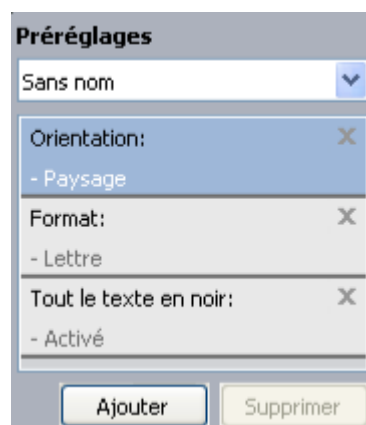 Préréglages
Sans nom
Orientation:
- Paysage
Format:
- Lettre
Tout le texte en noir:
- Activé
Ajouter Supprimer